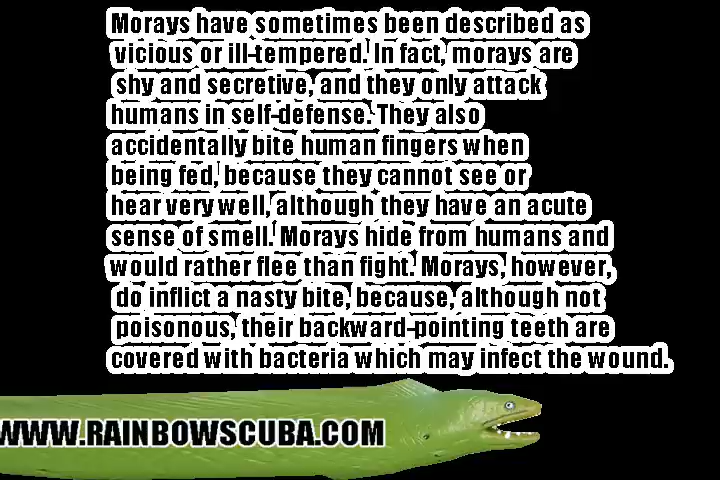 Morays have sometimes been described as
vicious or ill-tempered. In fact, morays are
shy and secretive, and they only attack
humans in self-defense. They also
accidentally bite human fingers when
being fed, because they cannot see or
hear very well, although they have an acute
sense of smell. Morays hide from humans and
would rather flee than fight. Morays, however,
do inflict a nasty bite, because, although not
poisonous, their backward-pointing teeth are
covered with bacteria which may infect the wound.
WWW.RAINBOWSCUBA.COM